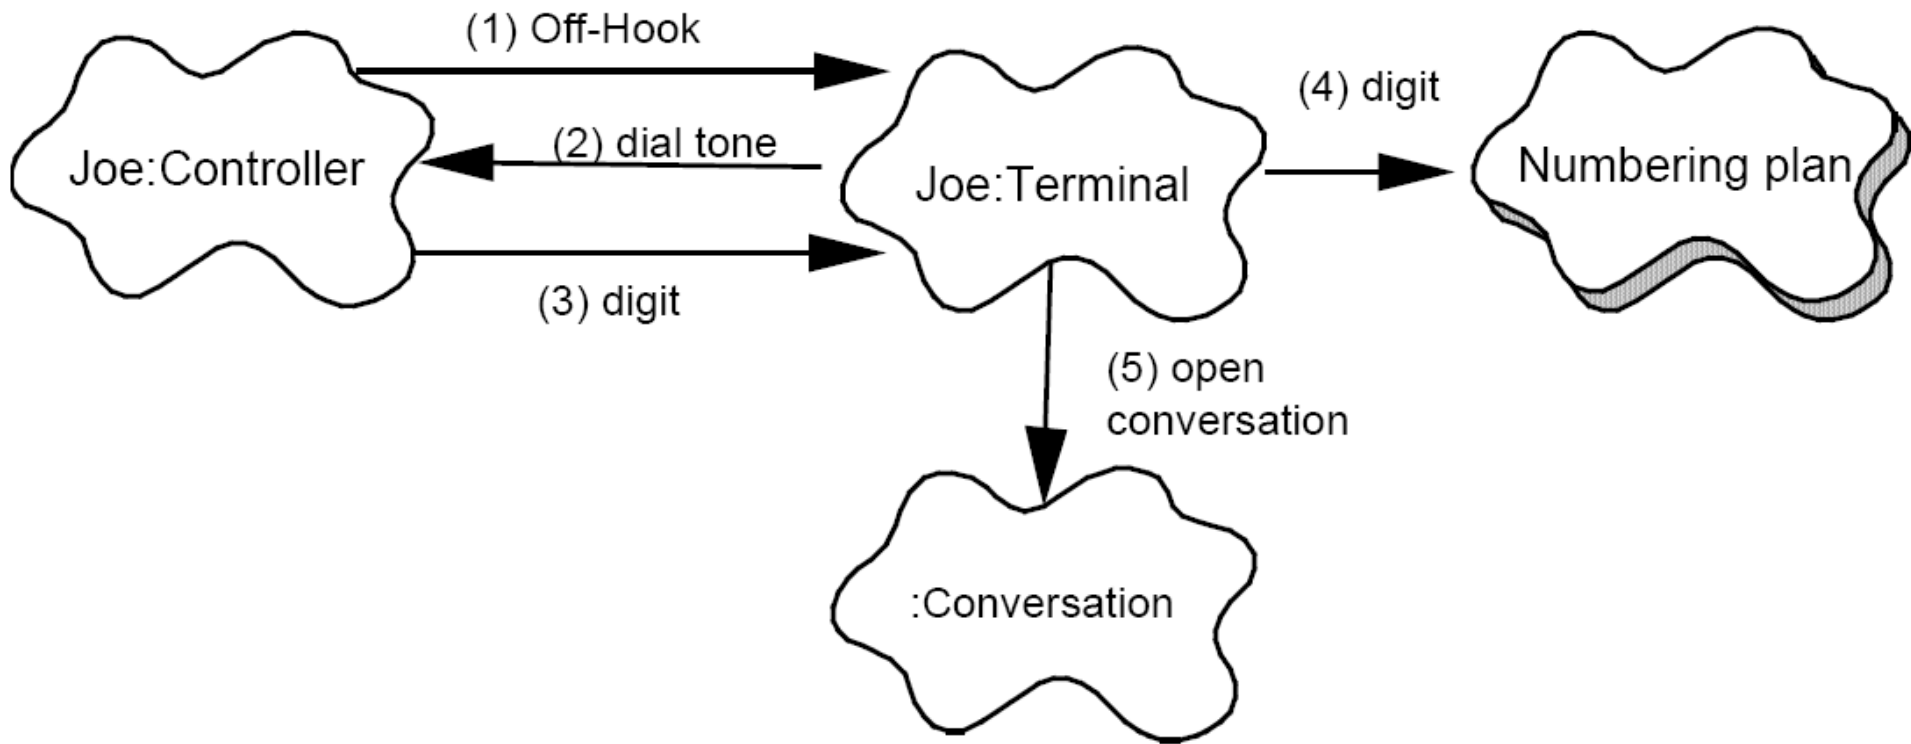 (1) Off-Hook
(4) digit
(2) dial tone
Joe:Controller
Joe:Terminal
Numbering plan
(3) digit
(5) open
conversation
:Conversation